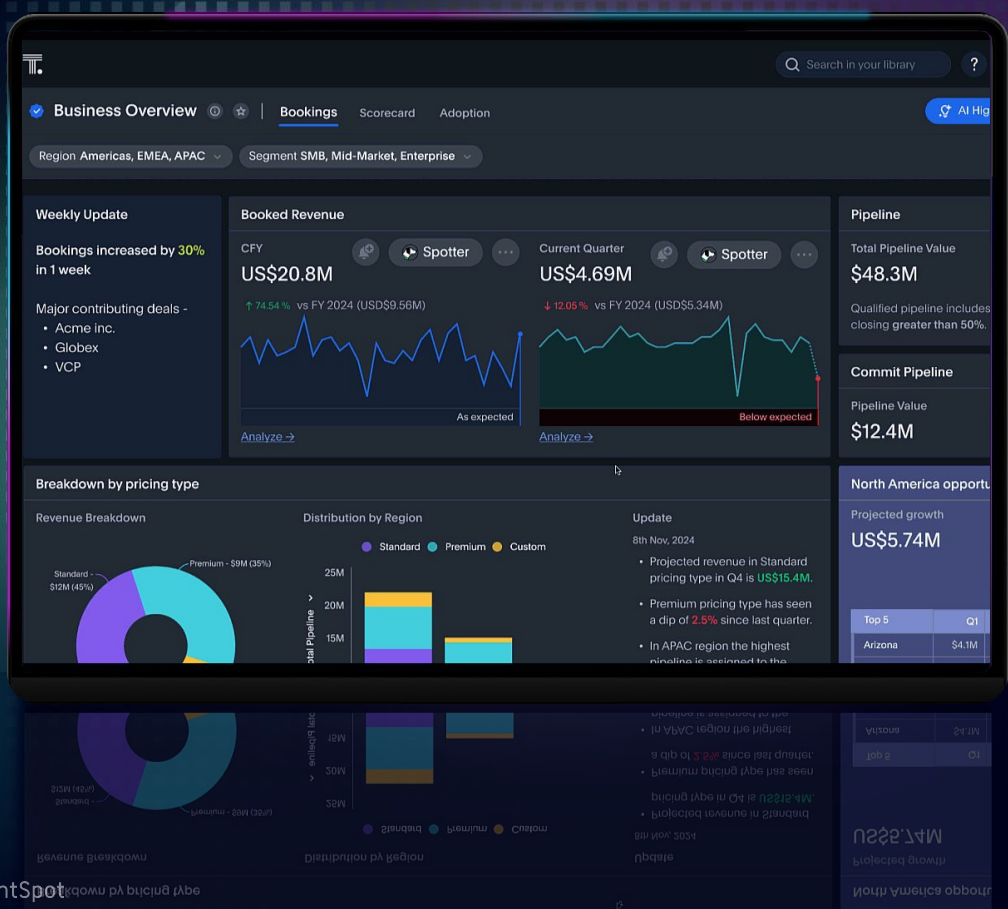 T.
Search in your library
?
Business Overview
Bookings
Scorecard
Adoption
AI Hig
Region Americas, EMEA, APAC
Segment SMB, Mid-Market, Enterprise
Weekly Update
Bookings increased by 30%
in 1 week
Major contributing deals -
• Acme inc.
• Globex
• VCP
Booked Revenue
CFY
Spotter
US$20.8M
↑ 74.54 % vs FY 2024 (USD$9.56M)
As expected
Analyze →
Current Quarter
Spotter
US$4.69M
↓ 12.05 % vs FY 2024 (USD$5.34M)
Below expected
Analyze →
Pipeline
Total Pipeline Value
$48.3M
Qualified pipeline includes
closing greater than 50%.
Commit Pipeline
Pipeline Value
$12.4M
Breakdown by pricing type
Revenue Breakdown
Standard -
$12M (45%)
Premium - $9M (35%)
Distribution by Region
Standard
Premium
Custom
25M
20M
15M
otal Pipeline
Update
8th Nov, 2024
• Projected revenue in Standard
pricing type in Q4 is US$15.4M.
• Premium pricing type has seen
a dip of 2.5% since last quarter.
• In APAC region the highest
pipeline is assigned to the
North America opportu
Projected growth
US$5.74M
Top 5
Q1
Arizona
$4.1M
ntSpot